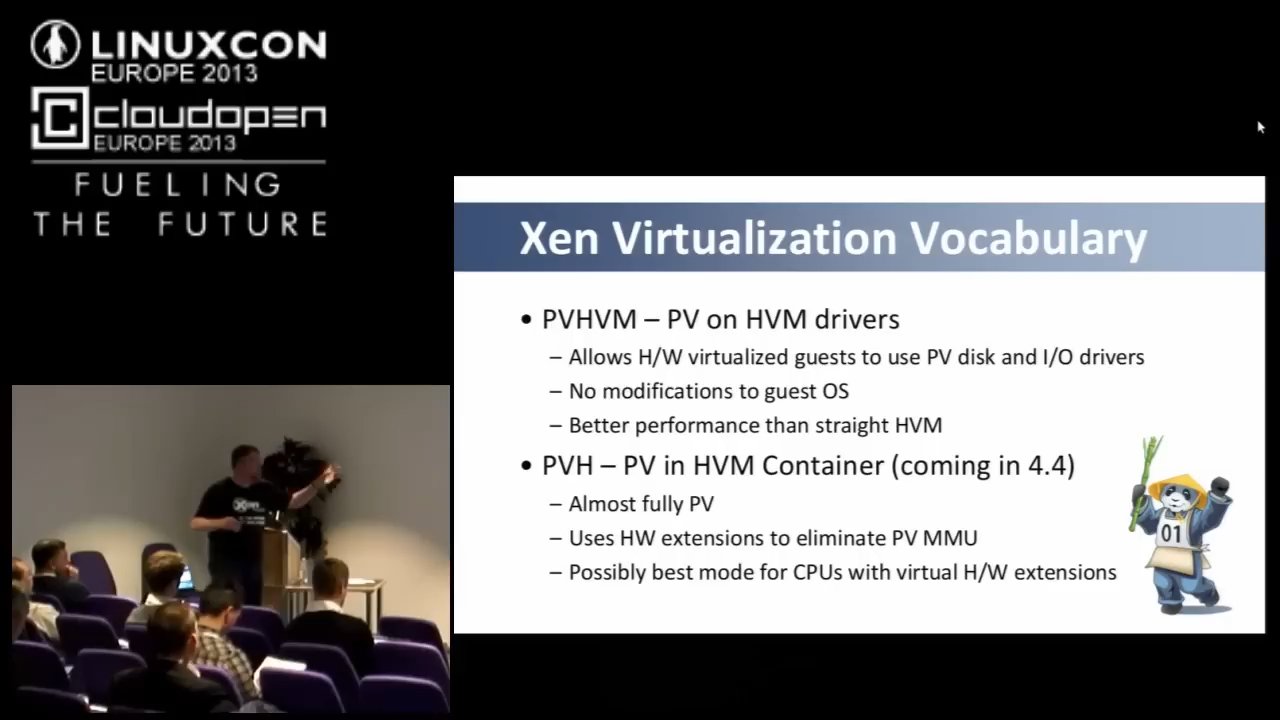 LINUXCON
EUROPE 2013
cloudopen
EUROPE 2013
FUELING
THE FUTURE
Xen Virtualization Vocabulary
• PVHVM – PV on HVM drivers
– Allows H/W virtualized guests to use PV disk and I/O drivers
– No modifications to guest OS
– Better performance than straight HVM
• PVH – PV in HVM Container (coming in 4.4)
– Almost fully PV
– Uses HW extensions to eliminate PV MMU
– Possibly best mode for CPUs with virtual H/W extensions
01
Xen